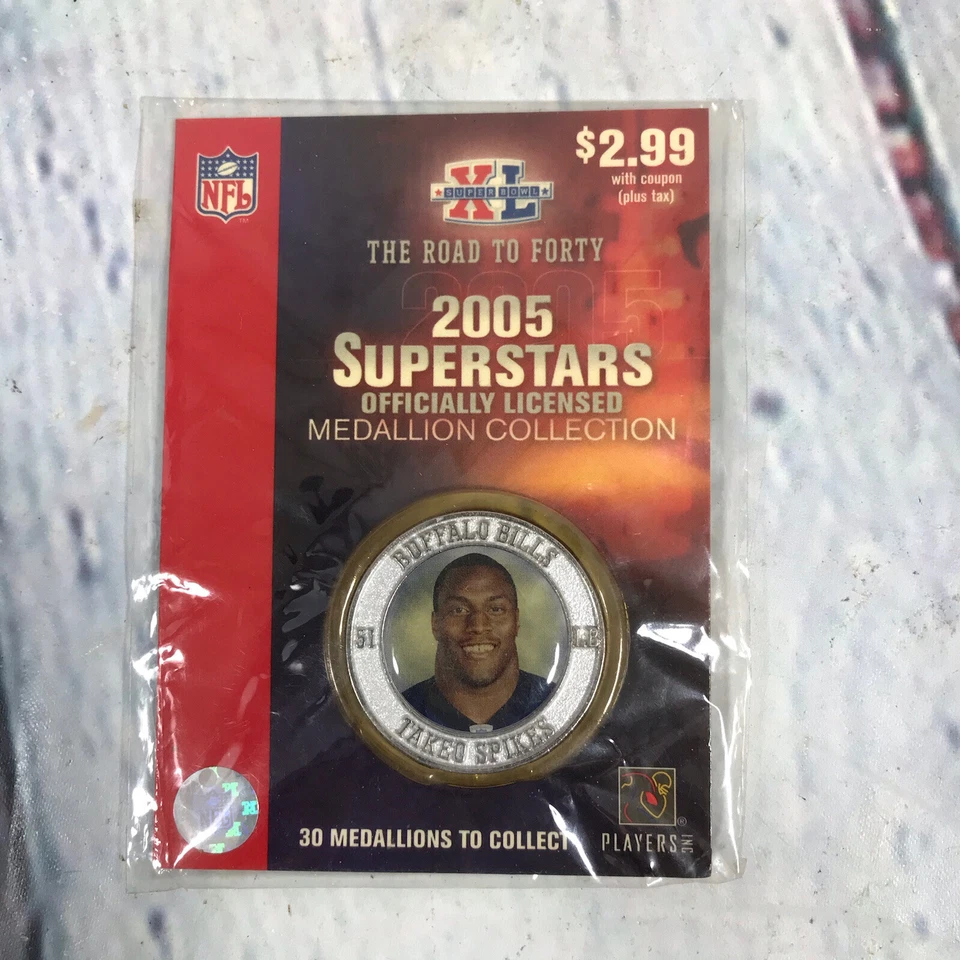 NFL
TM
$2.99
with coupon
(plus tax)
XL
SUPER BOWL
THE ROAD TO FORTY
2005
2005
SUPERSTARS
OFFICIALLY LICENSED
MEDALLION COLLECTION
BUFFALO BILLS
51
LB
TAKEO SPIKES
30 MEDALLIONS TO COLLECT
®
PLAYERS INC